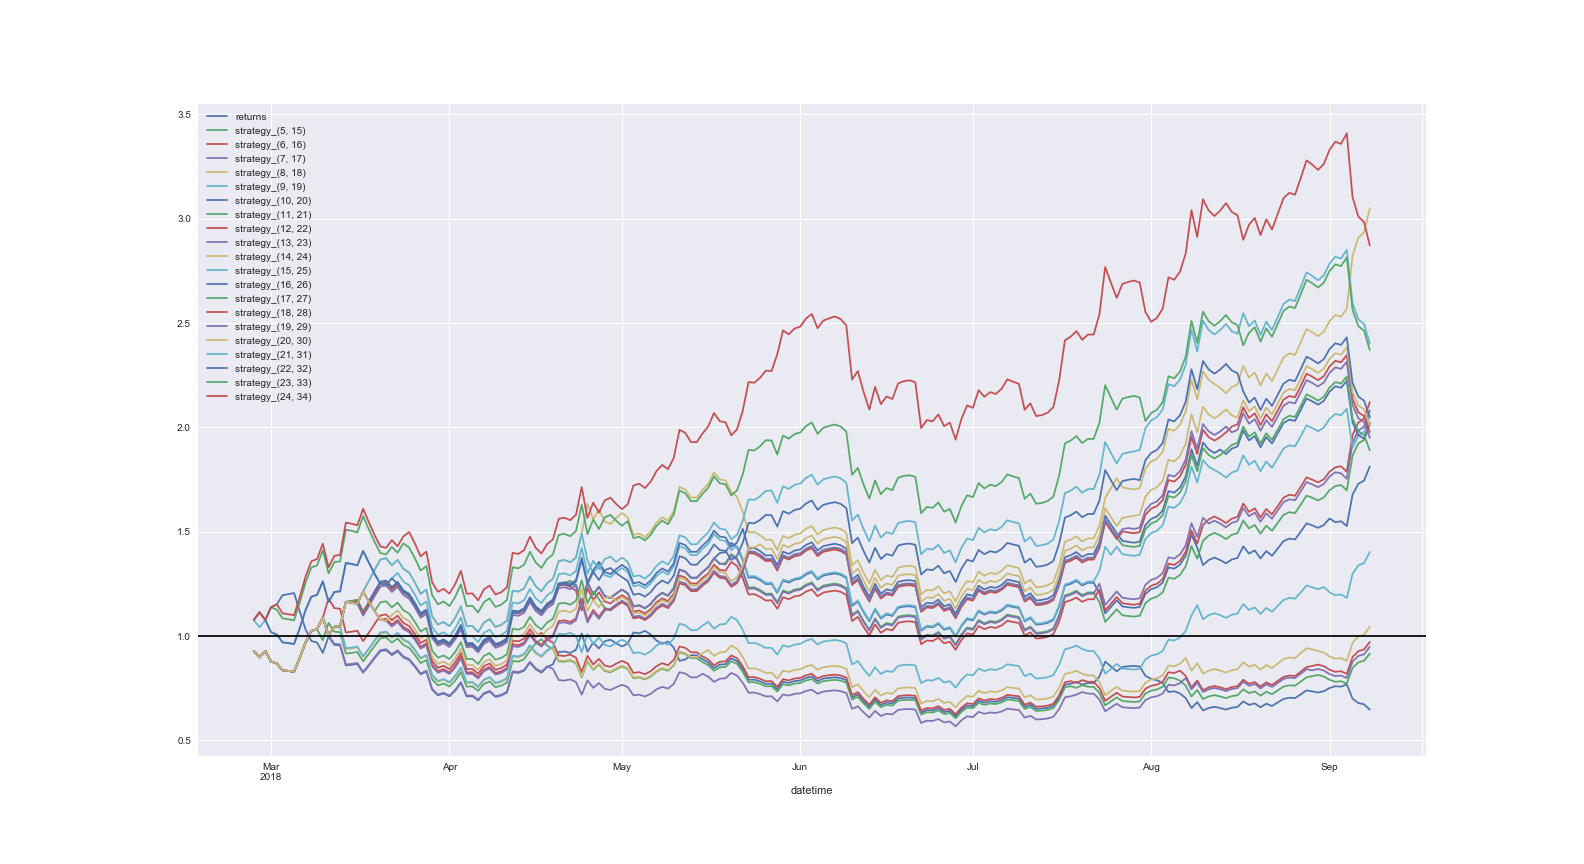 3.5
3.0
2.5
2.0
1.5
1.0
0.5
returns
strategy_(5, 15)
strategy_(6, 16)
strategy_(7, 17)
strategy_(8, 18)
strategy_(9, 19)
strategy_(10, 20)
strategy_(11, 21)
strategy_(12, 22)
strategy_(13, 23)
strategy_(14, 24)
strategy_(15, 25)
strategy_(16, 26)
strategy_(17, 27)
strategy_(18, 28)
strategy_(19, 29)
strategy_(20, 30)
strategy_(21, 31)
strategy_(22, 32)
strategy_(23, 33)
strategy_(24, 34)
Mar Apr May Jun Jul Aug Sep
2018
datetime